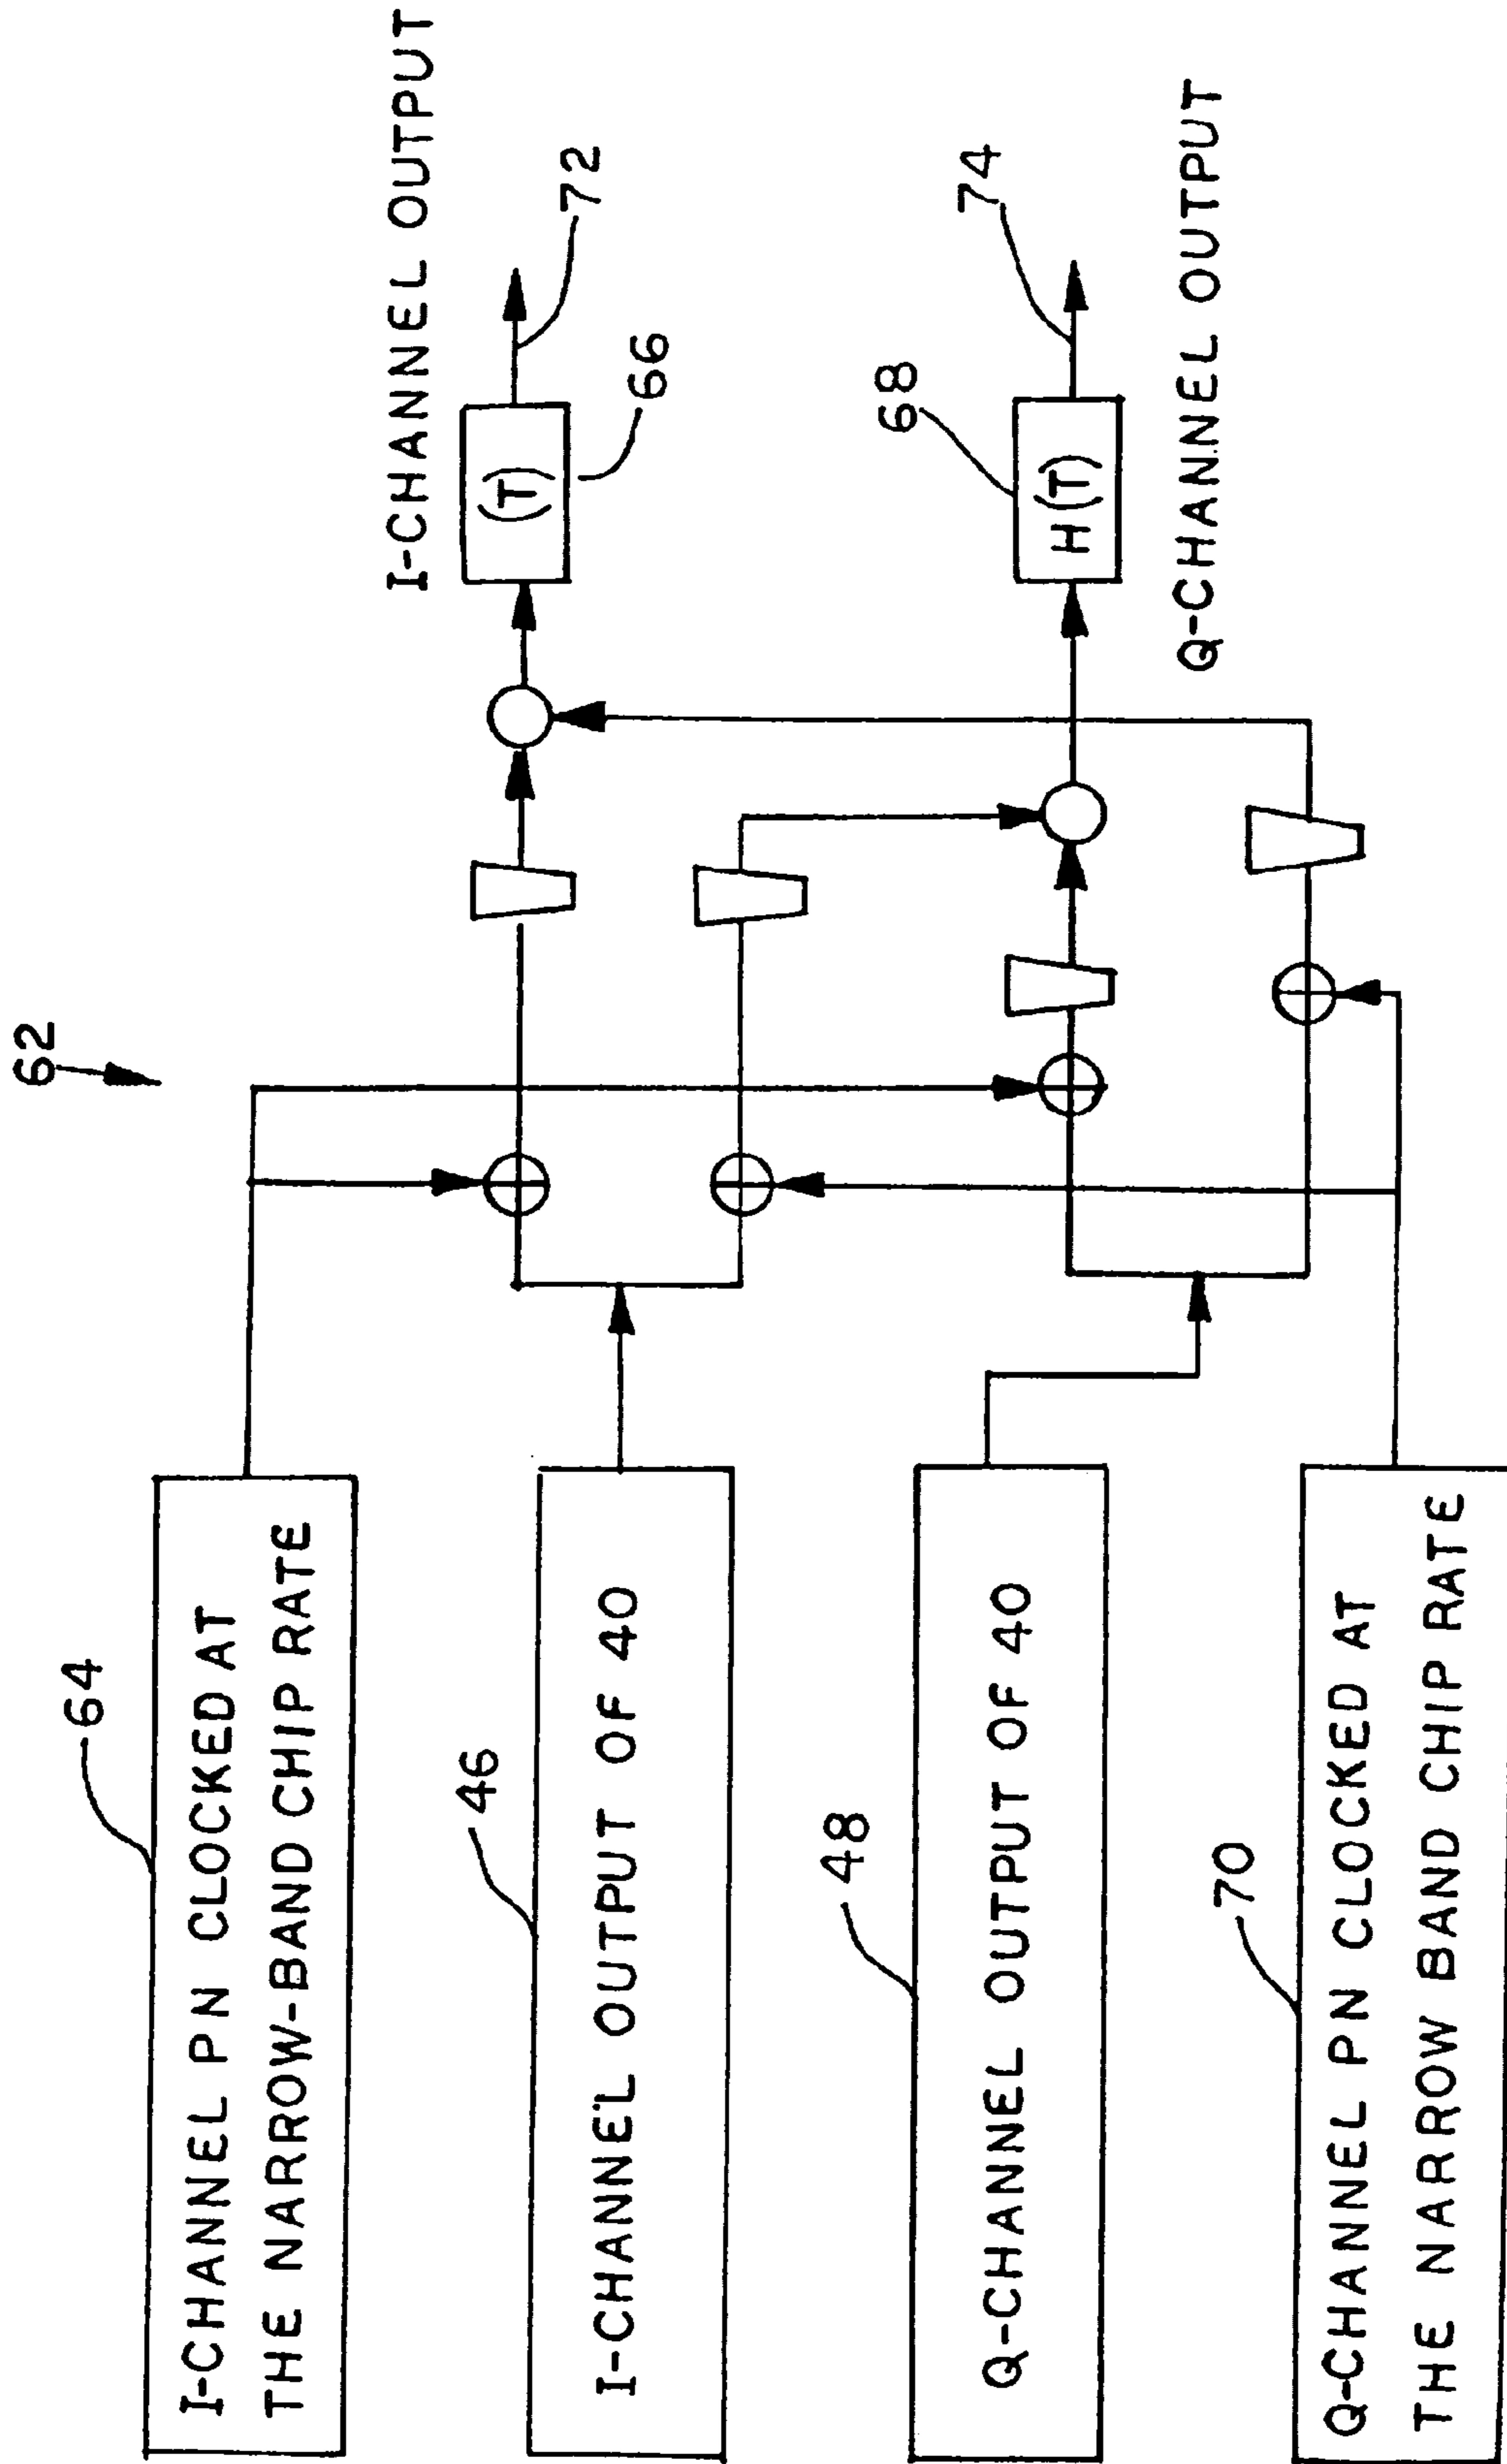 62
64
I-CHANNEL PN CLOCKED AT
THE NARROW-BAND CHIP RATE
46
I-CHANNEL OUTPUT OF 40
48
Q-CHANNEL OUTPUT OF 40
70
Q-CHANNEL PN CLOCKED AT
THE NARROW BAND CHIP RATE
I-CHANNEL OUTPUT
(T)
66
72
68
H(T)
74
Q-CHANNEL OUTPUT